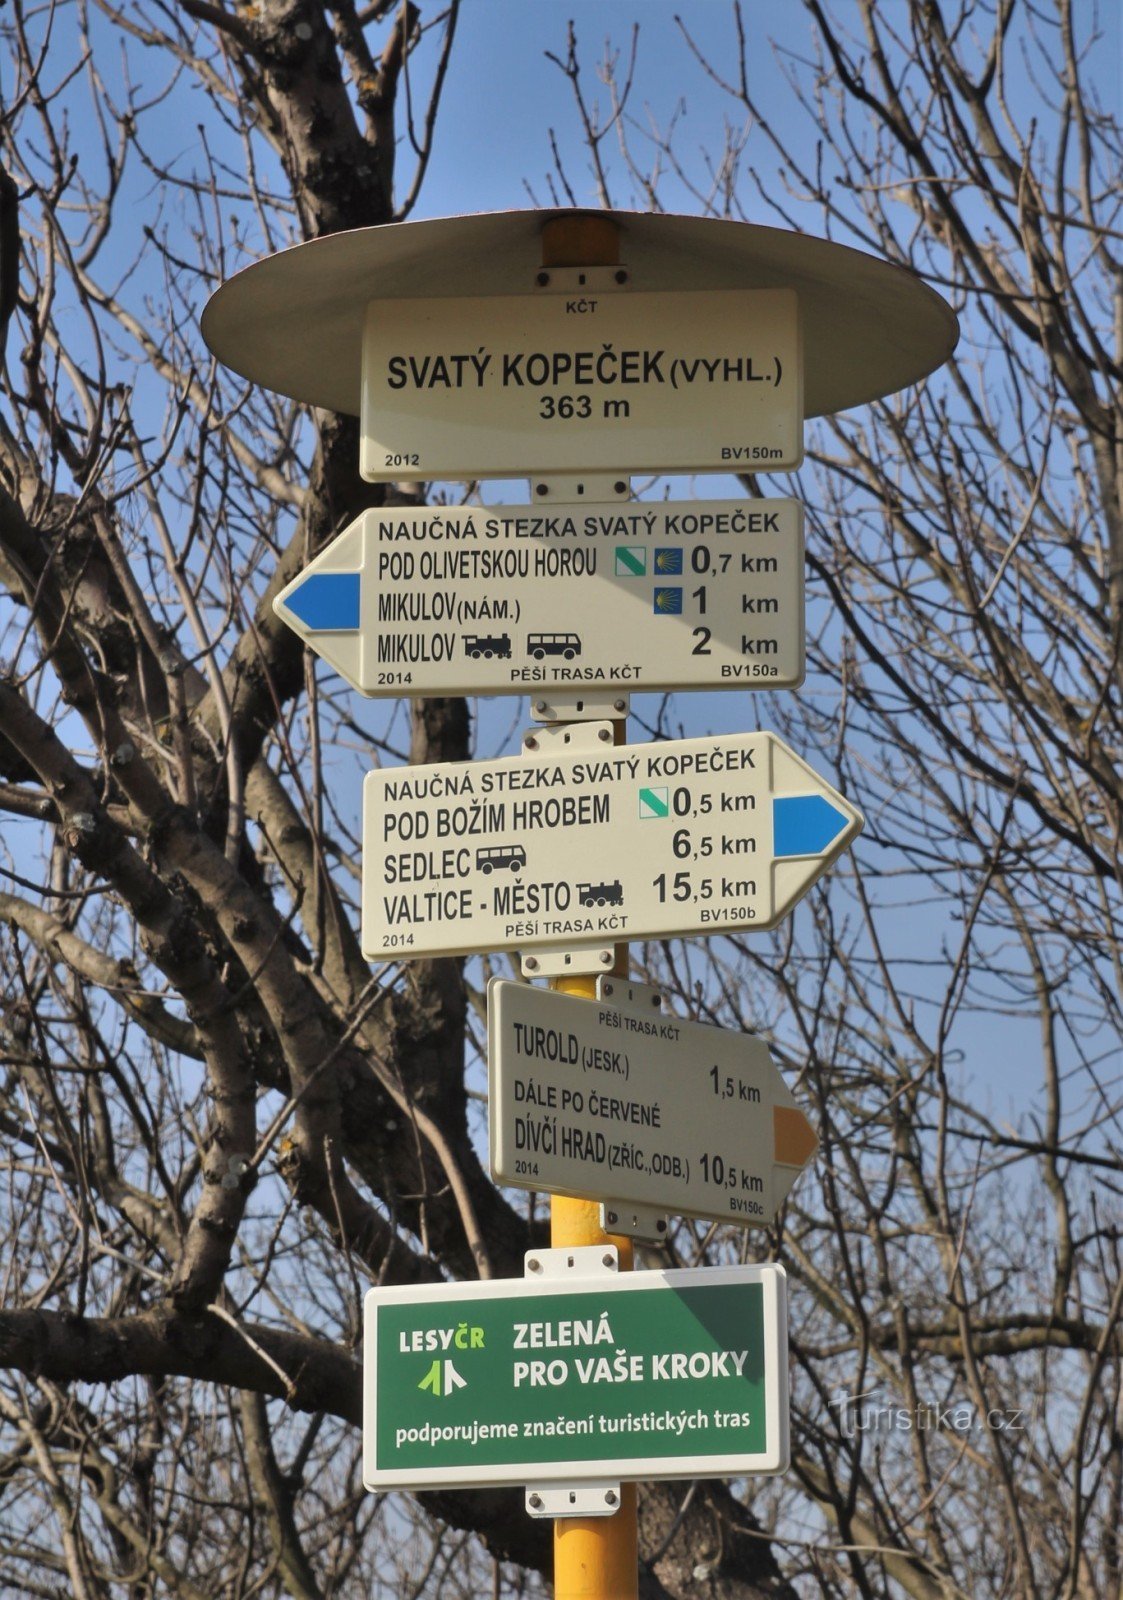 KČT
SVATÝ KOPEČEK (VYHL.)
363 m
2012 BV150m
NAUČNÁ STEZKA SVATÝ KOPEČEK
POD OLIVETSKOU HOROU 0,7 km
MIKULOV (NÁM.) 1 km
MIKULOV 2 km
2014 PĚŠÍ TRASA KČT BV150a
NAUČNÁ STEZKA SVATÝ KOPEČEK
POD BOŽÍM HROBEM 0,5 km
SEDLEC 6,5 km
VALTICE - MĚSTO 15,5 km
2014 PĚŠÍ TRASA KČT BV150b
PĚŠÍ TRASA KČT
TUROLD (JESK.) 1,5 km
DÁLE PO ČERVENÉ
DÍVČÍ HRAD (ZŘÍC.,ODB.) 10,5 km
2014 BV150c
LESY ČR ZELENÁ
PRO VAŠE KROKY
podporujeme značení turistických tras
Turistika.cz